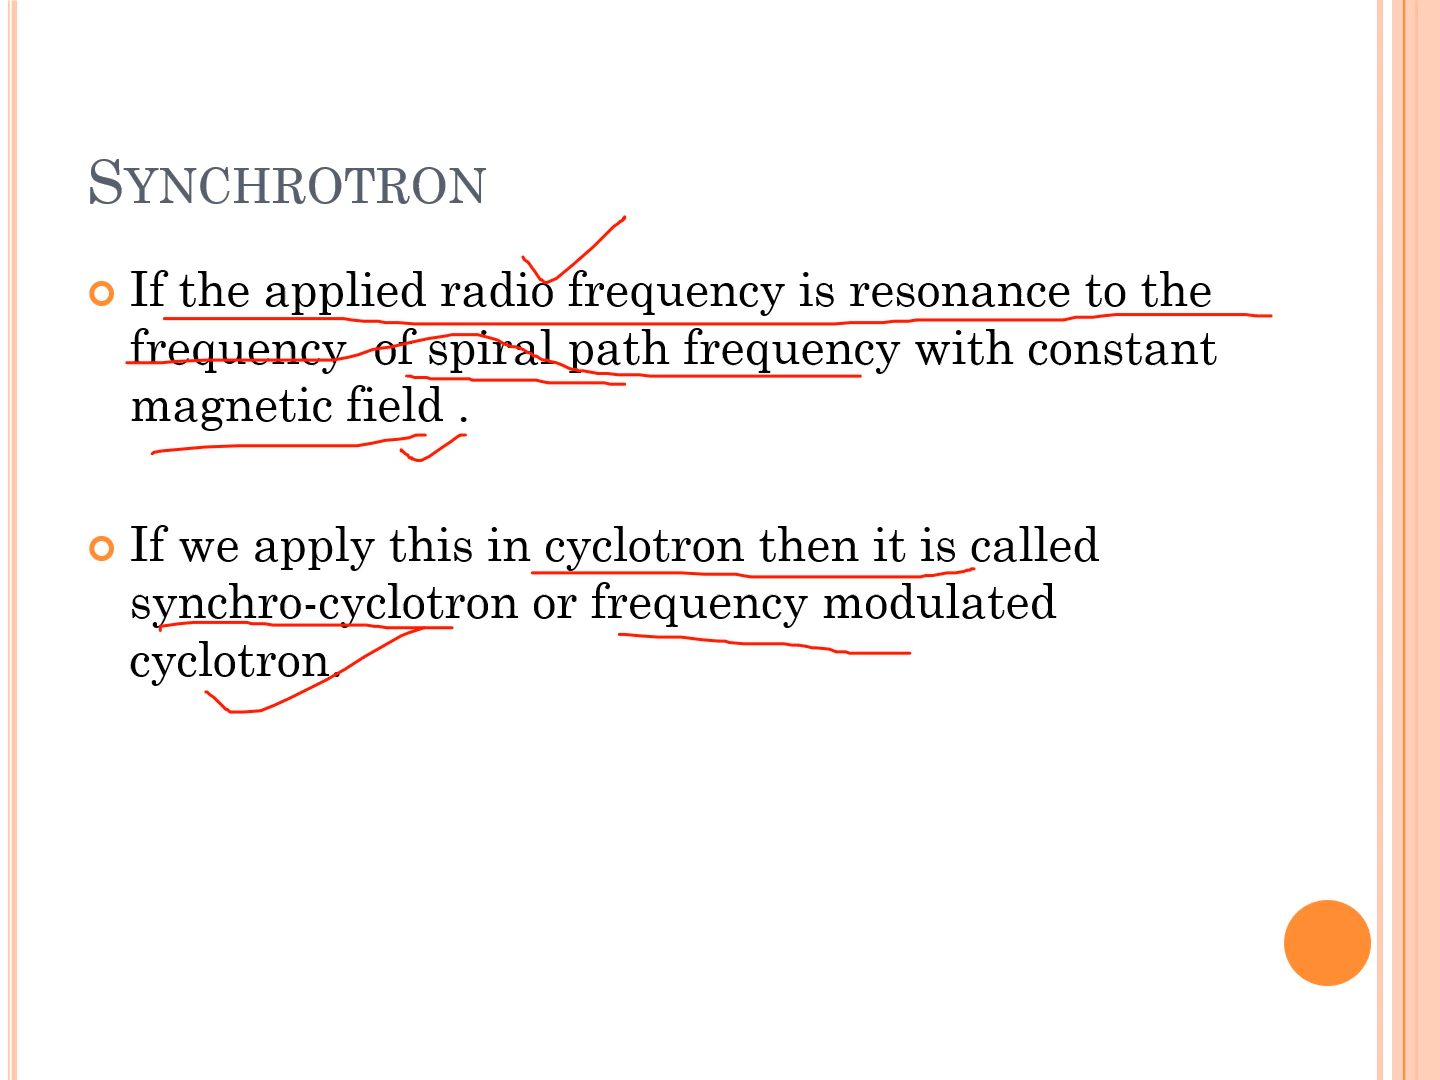 SYNCHROTRON
If the applied radio frequency is resonance to the
frequency of spiral path frequency with constant
magnetic field .
If we apply this in cyclotron then it is called
synchro-cyclotron or frequency modulated
cyclotron.